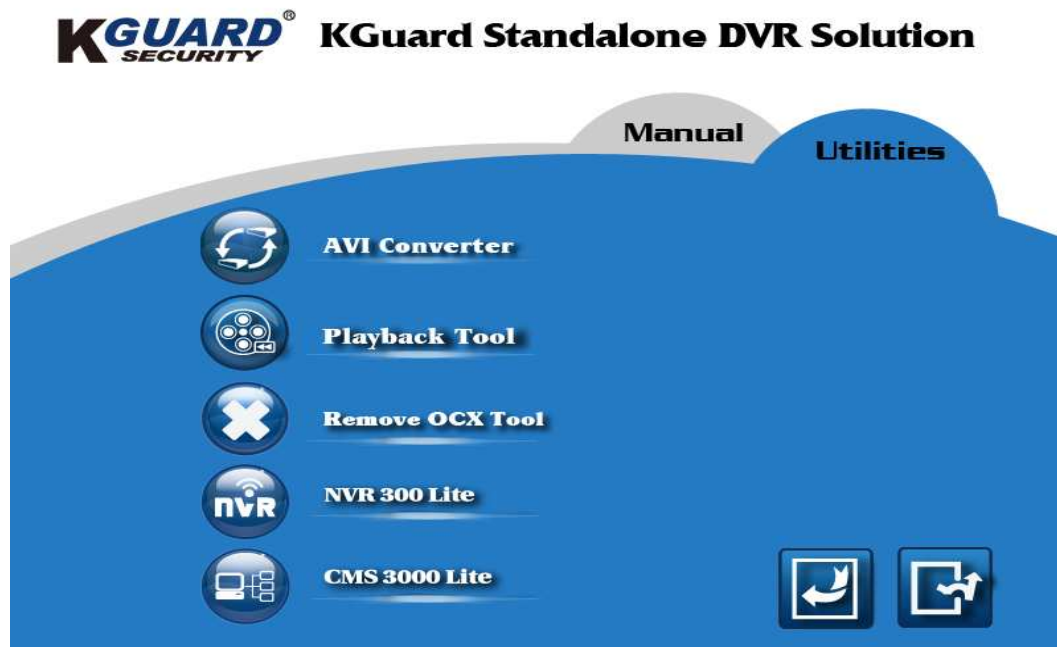 KGUARD® KGuard Standalone DVR Solution
SECURITY
Manual
Utilities
AVI Converter
Playback Tool
Remove OCX Tool
NVR 300 Lite
nvR
CMS 3000 Lite